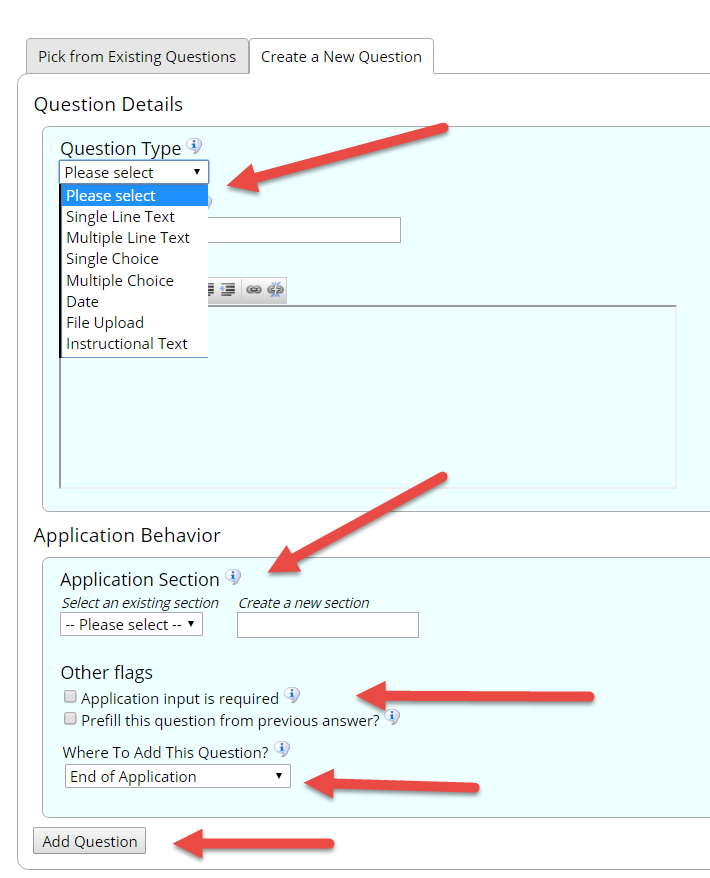 Pick from Existing Questions
Create a New Question
Question Details
Question Type
Please select
Please select
Single Line Text
Multiple Line Text
Single Choice
Multiple Choice
Date
File Upload
Instructional Text
Application Behavior
Application Section
Select an existing section
Create a new section
-- Please select --
Other flags
Application input is required
Prefill this question from previous answer?
Where To Add This Question?
End of Application
Add Question